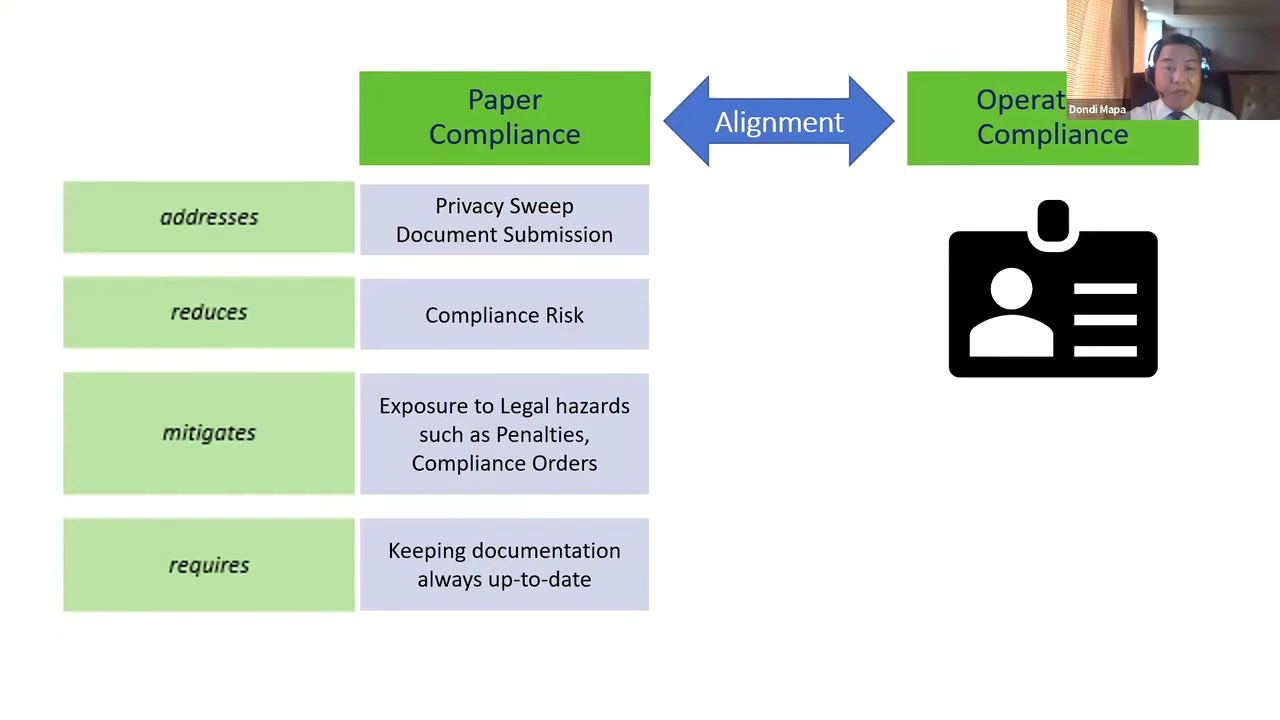 Paper
Compliance
Alignment
Compliance
Dondi Mapa
addresses
Privacy Sweep
Document Submission
reduces
Compliance Risk
mitigates
Exposure to Legal hazards
such as Penalties,
Compliance Orders
requires
Keeping documentation
always up-to-date